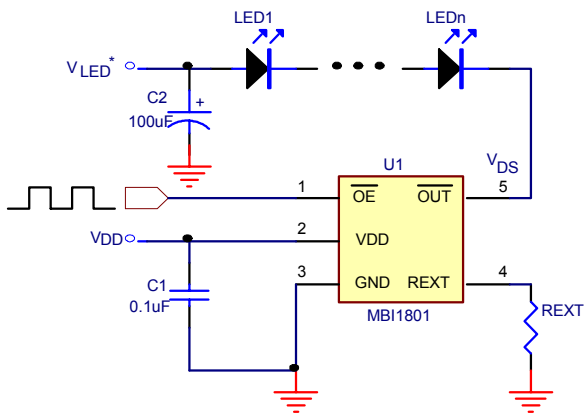 LED1
LEDn
VLED*
C2
+
100uF
U1
VDS
1
OE
OUT
5
VDD
2
VDD
3
GND
REXT
4
C1
0.1uF
REXT
MBI1801